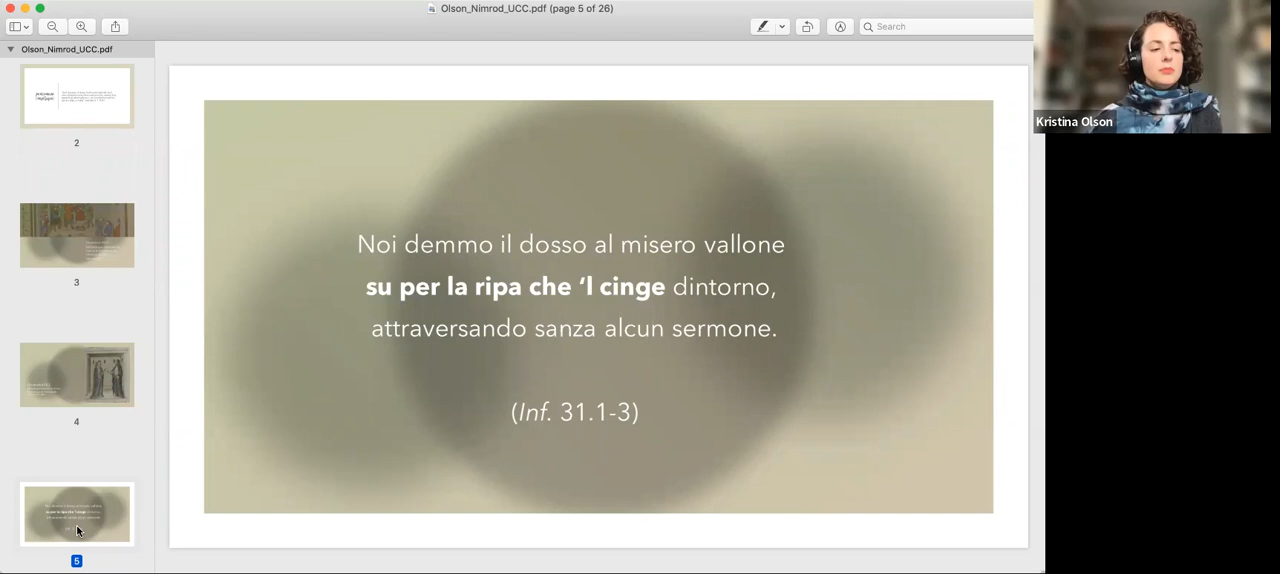 Olson_Nimrod_UCC.pdf (page 5 of 26)
Search
Olson_Nimrod_UCC.pdf
2
3
4
5
Noi demmo il dosso al misero vallone
su per la ripa che ‘l cinge dintorno,
attraversando sanza alcun sermone.
(Inf. 31.1-3)
Kristina Olson